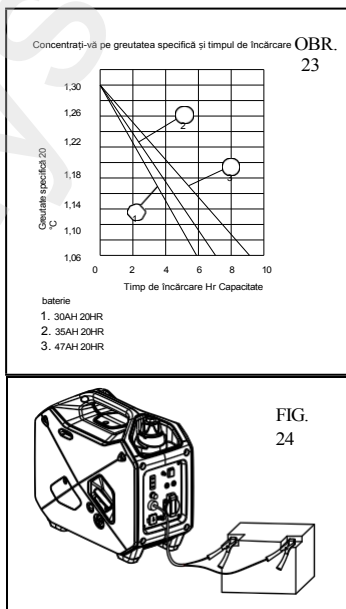 Concentrați-vă pe greutatea specifică și timpul de încărcare OBR.
23
1,30
1,26
1,22
1,18
1,14
1,10
1,06
Greutate specifică 20
°C
2
3
1
0 2 4 6 8 10
Timp de încărcare Hr Capacitate
baterie
1. 30AH 20HR
2. 35AH 20HR
3. 47AH 20HR
FIG.
24